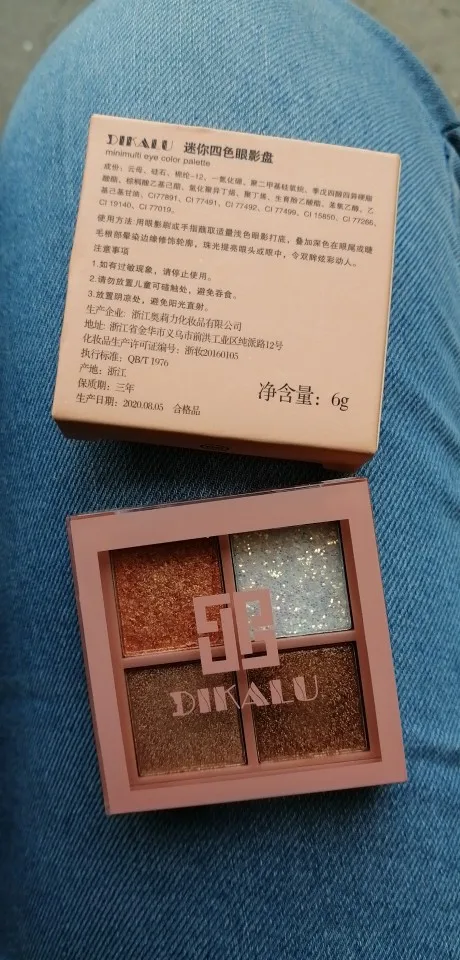 DIKALU 迷你四色眼影盘
minimulti eye color palette
成份：云母、硅石、锦纶-12、一氮化硼、聚二甲基硅氧烷、季戊四醇四异硬脂
酸酯、棕榈酸乙基己酯、氢化聚异丁烯、聚丁烯、生育酚乙酸酯、苯氧乙醇、乙
基己基甘油、CI77891、CI 77491、CI 77492、CI 77499、CI 15850、CI 77266、
CI 19140、CI 77019。
使用方法：用眼影刷或手指蘸取适量浅色眼影打底，叠加深色在眼尾或睫
毛根部晕染边缘修饰轮廓，珠光提亮眼头或眼中，令双眸炫彩动人。
注意事项
1.如有过敏现象，请停止使用。
2.请勿放置儿童可碰触处，避免吞食。
3.放置阴凉处，避免阳光直射。
生产企业：浙江奥莉力化妆品有限公司
地址：浙江省金华市义乌市前洪工业区纯派路12号
化妆品生产许可证编号：浙妆20160105
执行标准：QB/T 1976
产地：浙江
保质期：三年
净含量：6g
生产日期：2020.08.05 合格品
DIKALU